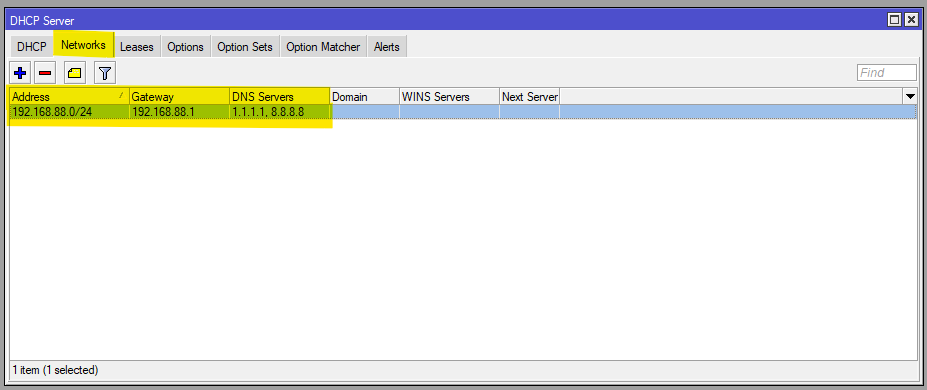 DHCP Server
DHCP Networks Leases Options Option Sets Option Matcher Alerts
Find
Address Gateway DNS Servers Domain WINS Servers Next Server
192.168.88.0/24 192.168.88.1 1.1.1.1, 8.8.8.8
1 item (1 selected)